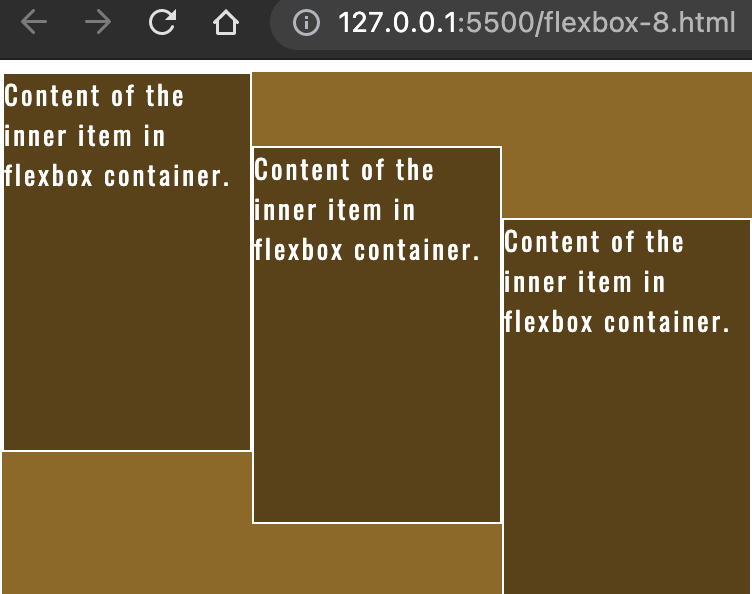 127.0.0.1:5500/flexbox-8.html
Content of the
inner item in
flexbox container.
Content of the
inner item in
flexbox container.
Content of the
inner item in
flexbox container.